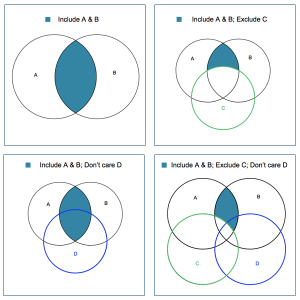 Include A & B
A
B
Include A & B; Exclude C
A
B
C
Include A & B; Don't care D
A
B
D
Include A & B; Exclude C; Don't care D
A
B
C
D